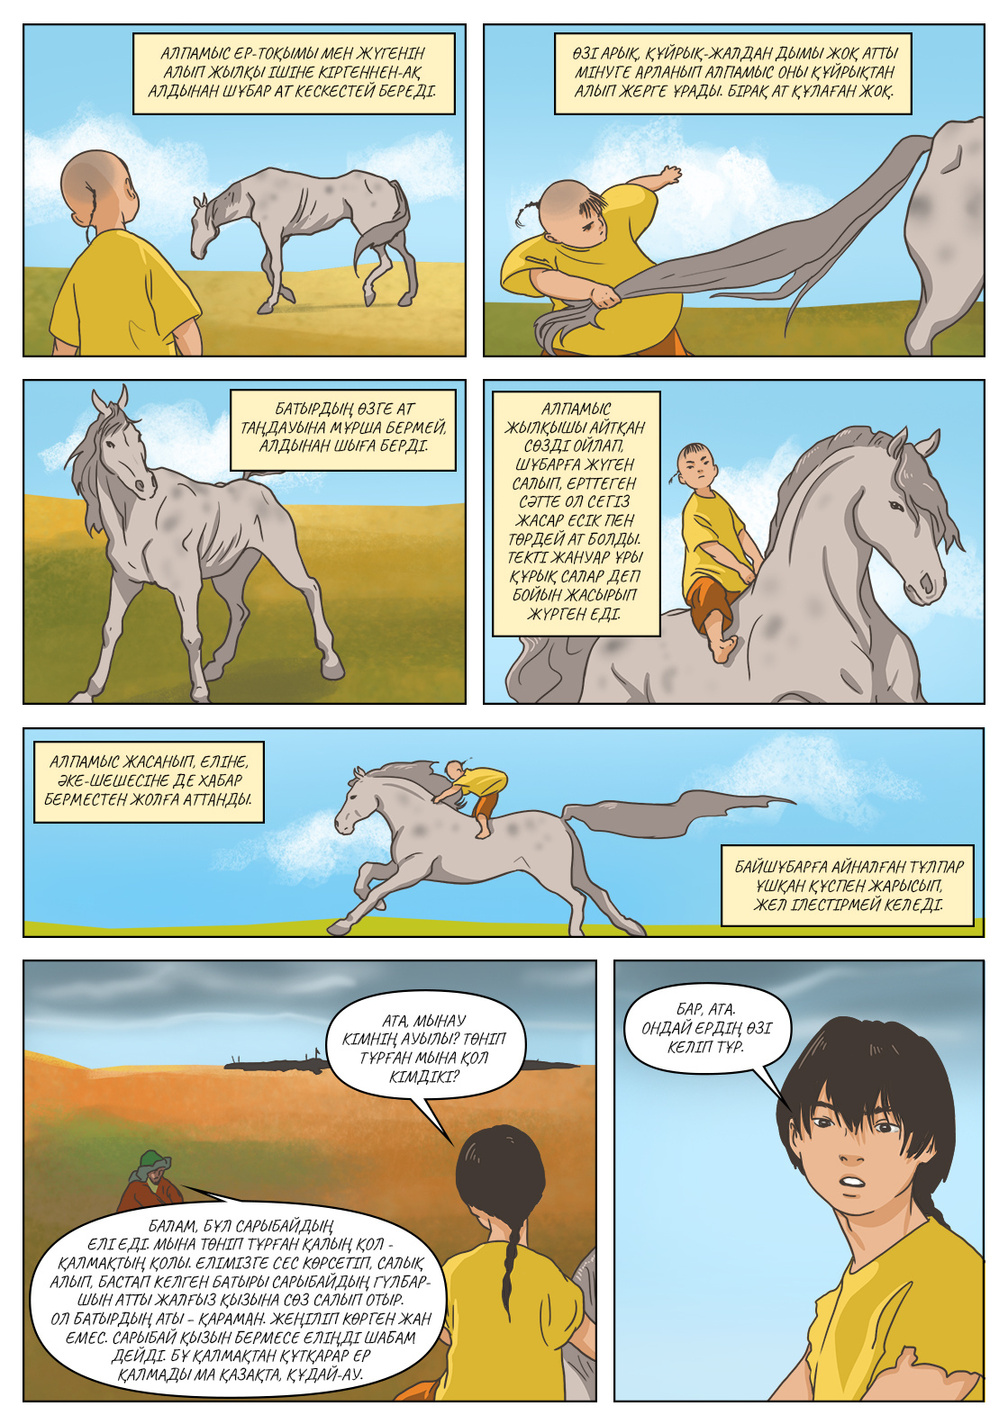 АЛПАМЫС ЕР-ТОҚЫМЫ МЕН ЖҮГЕНІН
АЛЫП ЖЫЛҚЫ ІШІНЕ КІРГЕННЕН-АҚ
АЛДЫНАН ШҰБАР АТ КЕСКЕСТЕЙ БЕРЕДІ.
ӨЗІ АРЫҚ, ҚҰЙРЫҚ-ЖАЛДАН ДЫМЫ ЖОҚ АТТЫ
МІНУГЕ АРЛАНЫП АЛПАМЫС ОНЫ ҚҰЙРЫҚТАН
АЛЫП ЖЕРГЕ ҰРАДЫ. БІРАҚ АТ ҚҰЛАҒАН ЖОҚ.
БАТЫРДЫҢ ӨЗГЕ АТ
ТАҢДАУЫНА МҰРША БЕРМЕЙ,
АЛДЫНАН ШЫҒА БЕРДІ.
АЛПАМЫС
ЖЫЛҚЫШЫ АЙТҚАН
СӨЗДІ ОЙЛАП,
ШҰБАРҒА ЖҮГЕН
САЛЫП, ЕРТТЕГЕН
СӘТТЕ ОЛ СЕГІЗ
ЖАСАР ЕСІК ПЕН
ТӨРДЕЙ АТ БОЛДЫ.
ТЕКТІ ЖАНУАР ҰРЫ
ҚҰРЫҚ САЛАР ДЕП
БОЙЫН ЖАСЫРЫП
ЖҮРГЕН ЕДІ.
АЛПАМЫС ЖАСАНЫП, ЕЛІНЕ,
ӘКЕ-ШЕШЕСІНЕ ДЕ ХАБАР
БЕРМЕСТЕН ЖОЛҒА АТТАНДЫ.
БАЙШҰБАРҒА АЙНАЛҒАН ТҰЛПАР
ҰШҚАН ҚҰСПЕН ЖАРЫСЫП,
ЖЕЛ ІЛЕСТІРМЕЙ КЕЛЕДІ.
АТА, МЫНАУ
КІМНІҢ АУЫЛЫ? ТӨНІП
ТҰРҒАН МЫНА ҚОЛ
КІМДІКІ?
БАЛАМ, БҰЛ САРЫБАЙДЫҢ
ЕЛІ ЕДІ. МЫНА ТӨНІП ТҰРҒАН ҚАЛЫҢ ҚОЛ -
ҚАЛМАҚТЫҢ ҚОЛЫ. ЕЛІМІЗГЕ СЕС КӨРСЕТІП, САЛЫҚ
АЛЫП, БАСТАП КЕЛГЕН БАТЫРЫ САРЫБАЙДЫҢ ГҮЛБАР-
ШЫН АТТЫ ЖАЛҒЫЗ ҚЫЗЫНА СӨЗ САЛЫП ОТЫР.
ОЛ БАТЫРДЫҢ АТЫ – ҚАРАМАН. ЖЕҢІЛІП КӨРГЕН ЖАН
ЕМЕС. САРЫБАЙ ҚЫЗЫН БЕРМЕСЕ ЕЛІҢДІ ШАБАМ
ДЕЙДІ. БҰ ҚАЛМАҚТАН ҚҰТҚАРАР ЕР
ҚАЛМАДЫ МА ҚАЗАҚТА, ҚҰДАЙ-АУ.
БАР, АТА.
ОНДАЙ ЕРДІҢ ӨЗІ
КЕЛІП ТҰР.